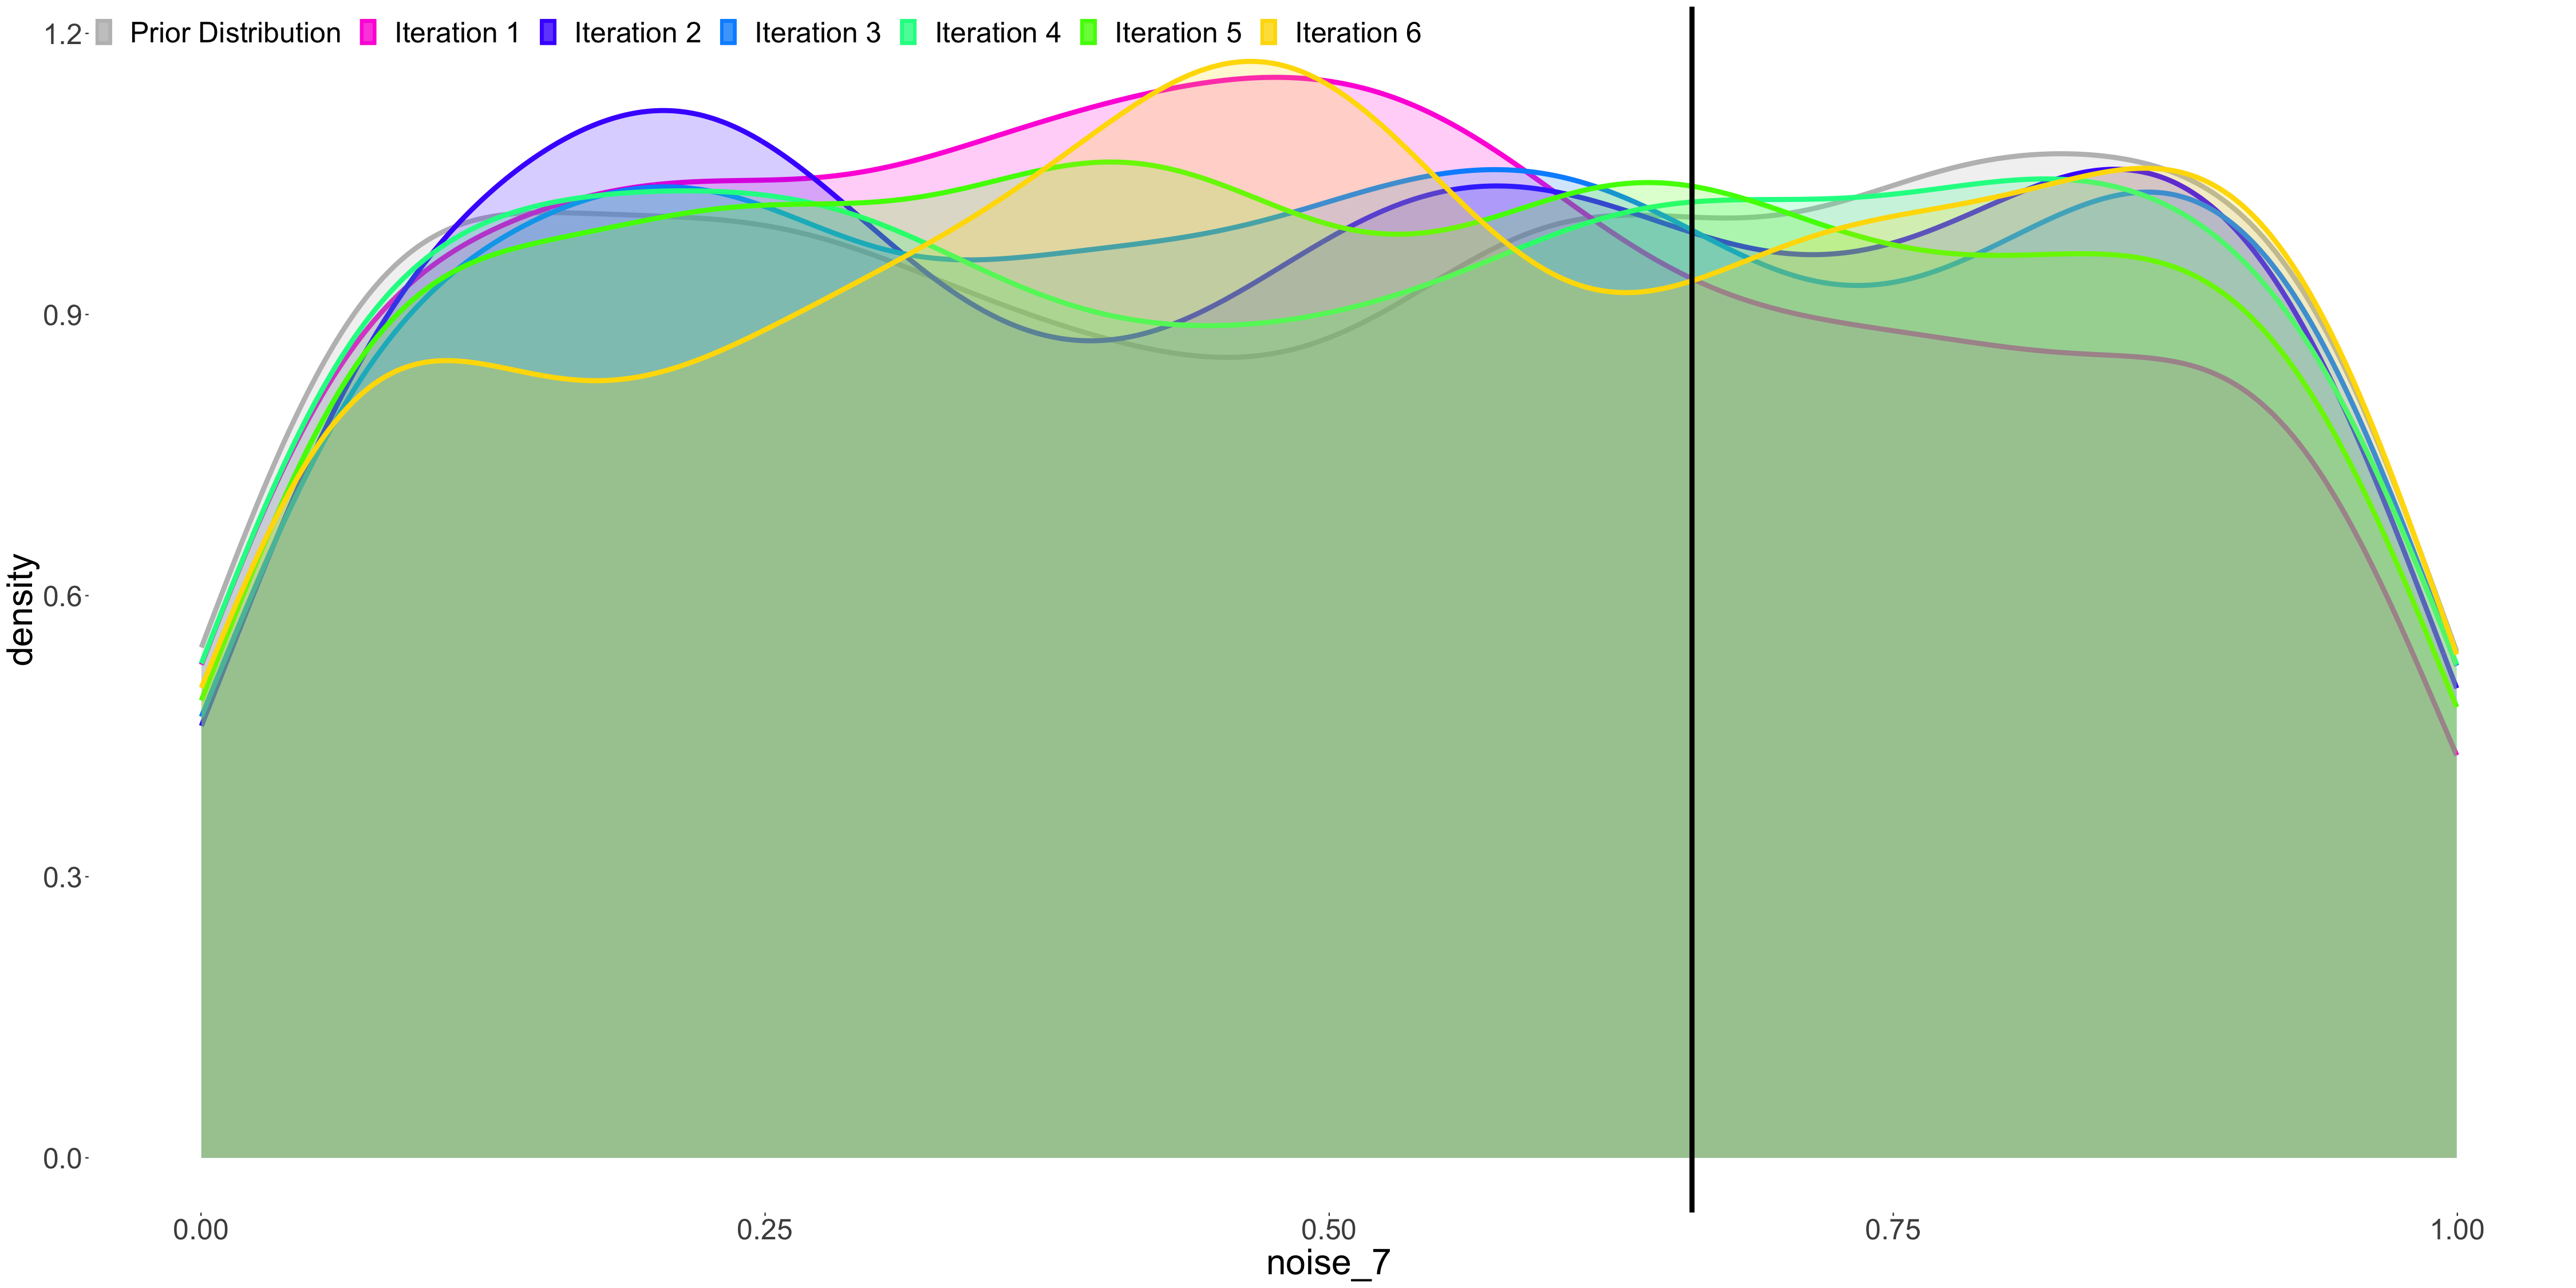 Prior Distribution Iteration 1 Iteration 2 Iteration 3 Iteration 4 Iteration 5 Iteration 6
1.2
0.9
0.6
0.3
0.0
density
0.00 0.25 0.50 0.75 1.00
noise_7